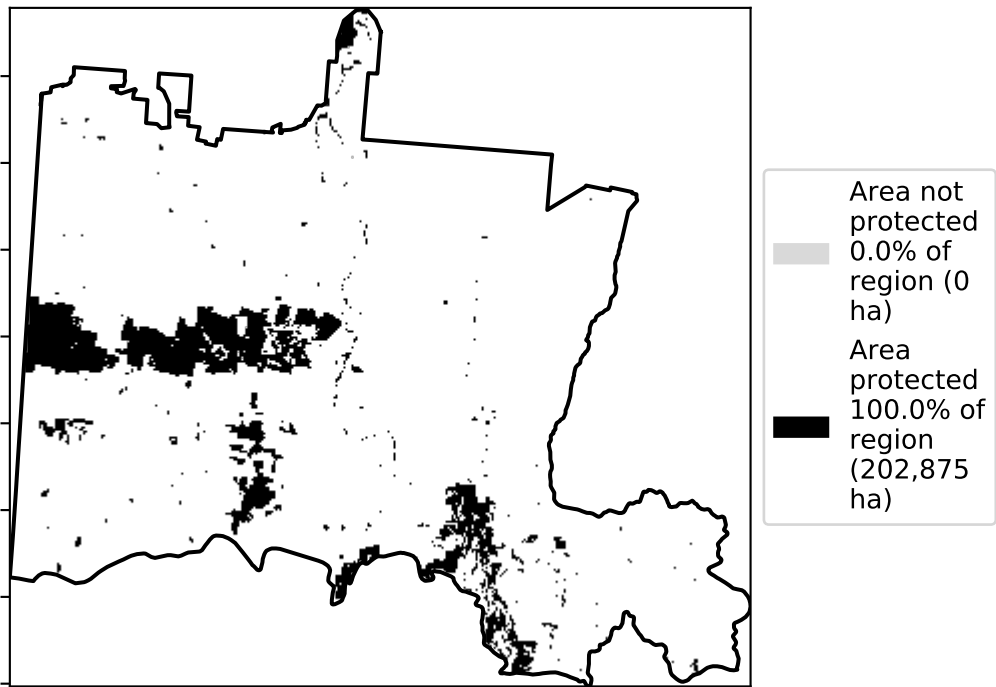 Area not
protected
0.0% of
region (0
ha)
Area
protected
100.0% of
region
(202,875
ha)